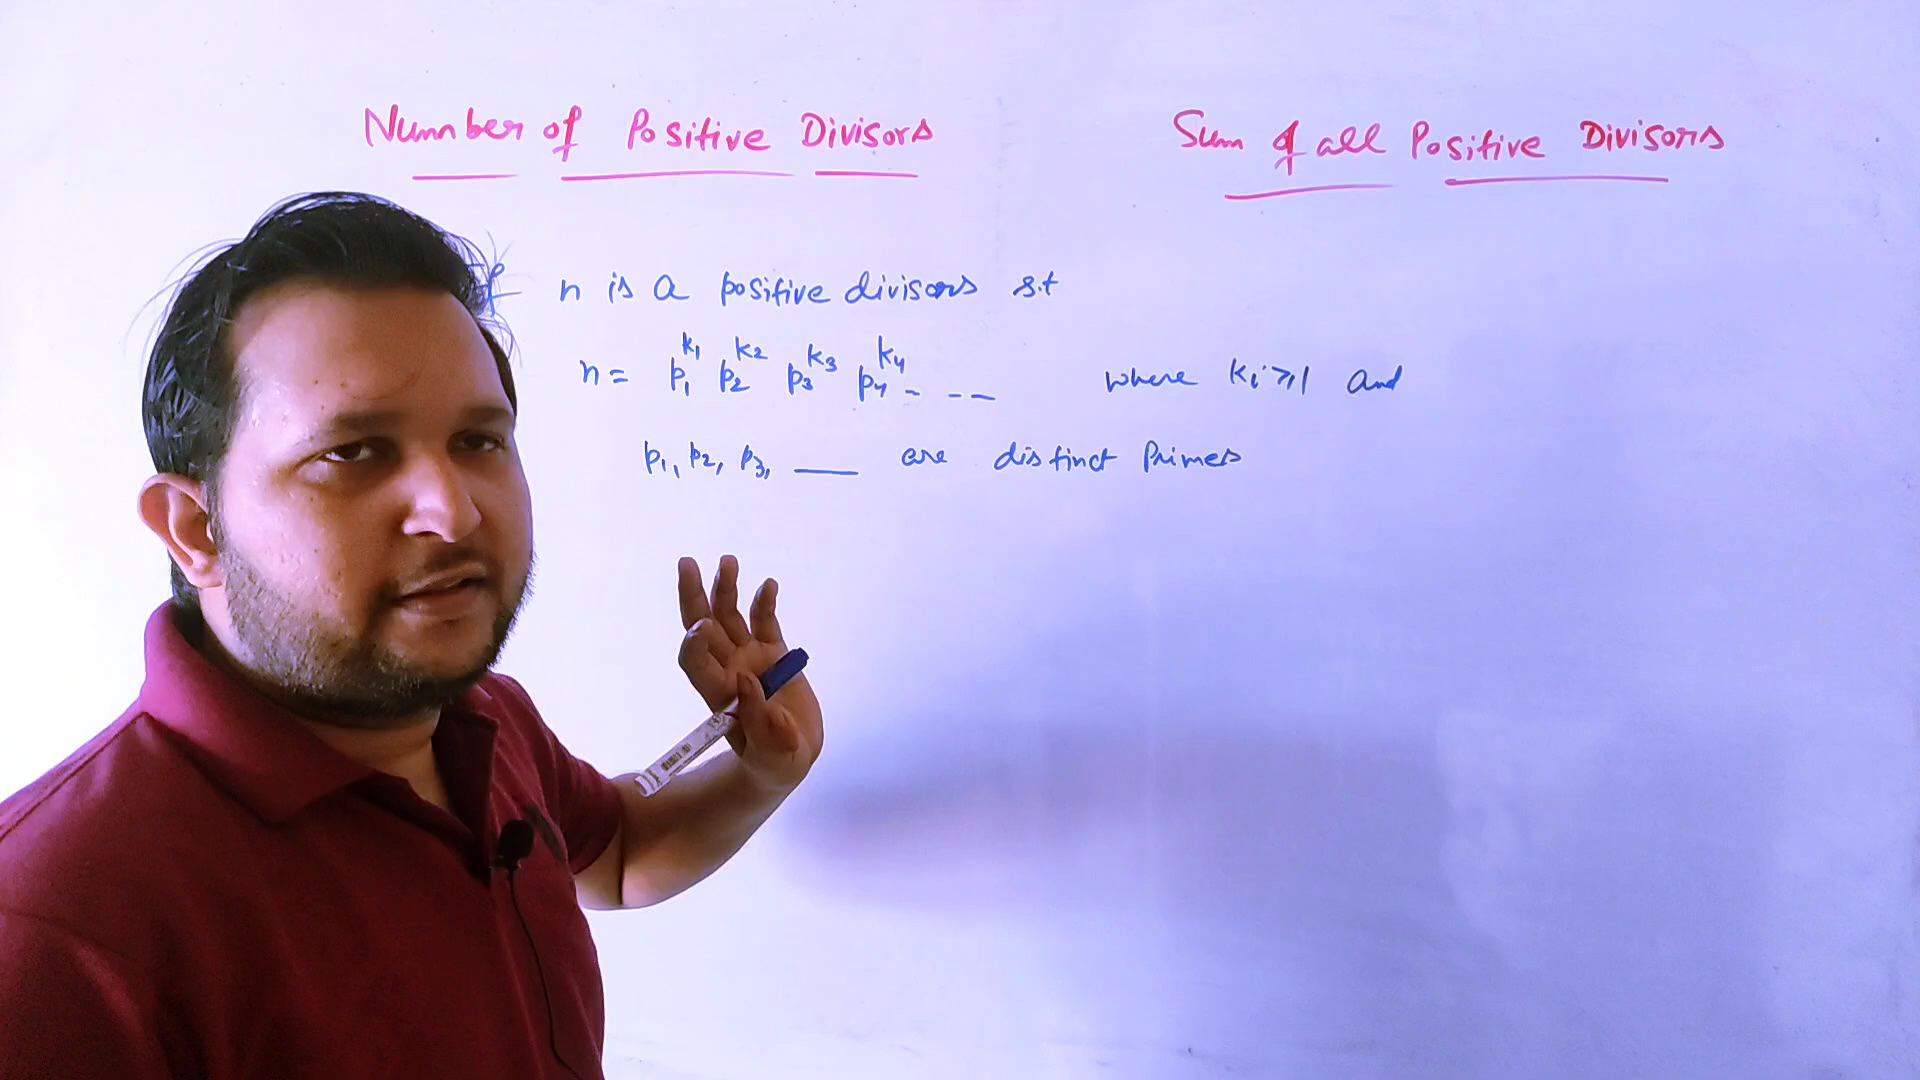 Number of Positive Divisors
Sum of all Positive Divisors
If n is a positive divisors s.t
n = p₁^k₁ p₂^k₂ p₃^k₃ p₄^k₄ - - - where kᵢ ≥ 1 and
p₁, p₂, p₃, ___ are distinct Primes